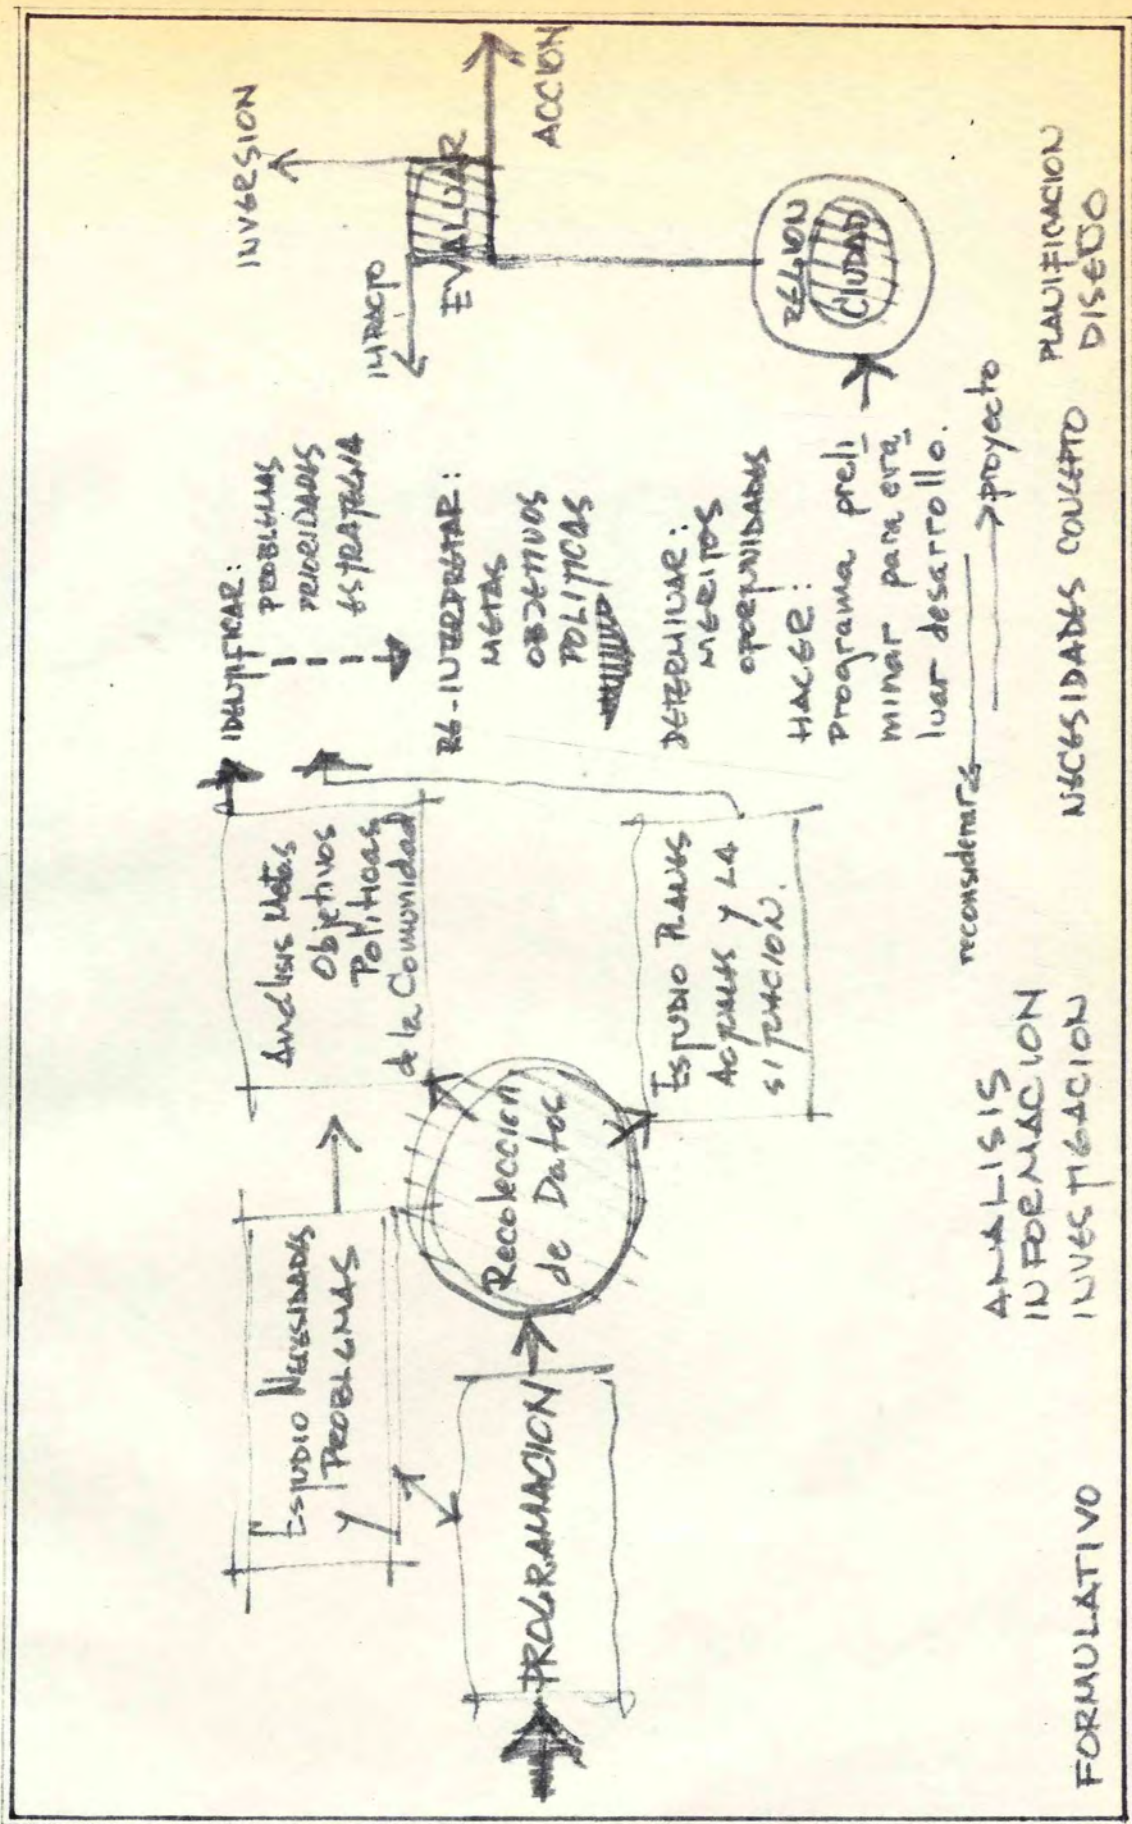 FORMULATIVO
PROGRAMACION
Estudio Necesidades
y Problemas
Recoleccion
de Datos
Analisis Metas
Objetivos
Politicas
de la Comunidad
Estudio Planes
Actuales y la
situacion.
ANALISIS
INFORMACION
INVESTIGACION
IDENTIFICAR:
PROBLEMAS
PRIORIDADES
ESTRATEGIA
RE-INTERPRETAR:
METAS
OBJETIVOS
POLITICAS
DETERMINAR:
MERITOS
OPORTUNIDADES
HACER:
Programa preli
minar para eva
luar desarrollo.
reconsiderar
proyecto
NECESIDADES CONCEPTO
INVERSION
IMPACTO
EVALUAR
ACCION
REGION
CIUDAD
PLANIFICACION
DISEÑO